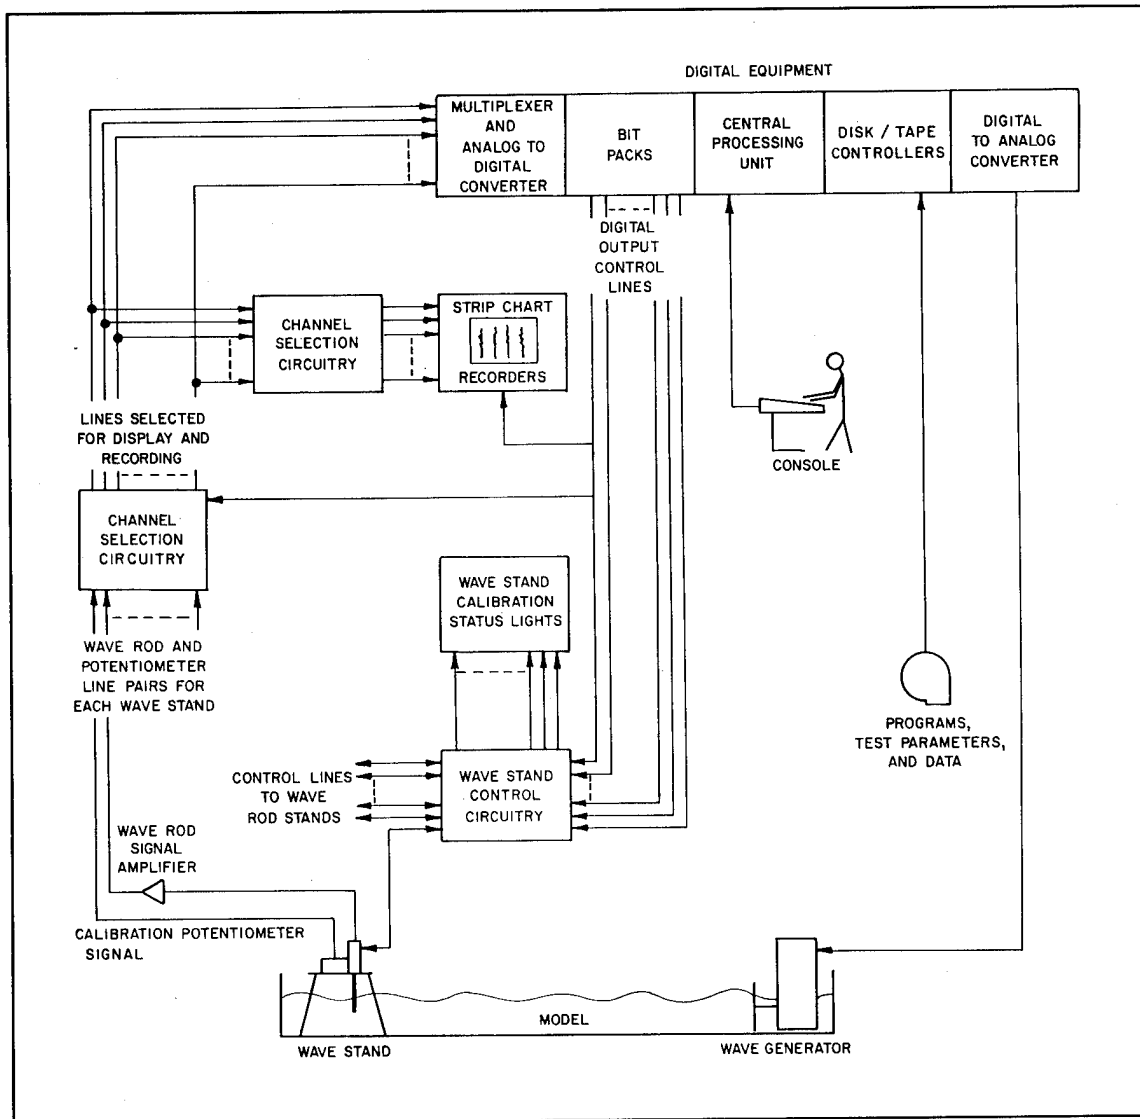 DIGITAL EQUIPMENT
MULTIPLEXER
AND
ANALOG TO
DIGITAL
CONVERTER
BIT
PACKS
CENTRAL
PROCESSING
UNIT
DISK / TAPE
CONTROLLERS
DIGITAL
TO ANALOG
CONVERTER
DIGITAL
OUTPUT
CONTROL
LINES
CHANNEL
SELECTION
CIRCUITRY
STRIP CHART
RECORDERS
LINES SELECTED
FOR DISPLAY AND
RECORDING
CONSOLE
CHANNEL
SELECTION
CIRCUITRY
WAVE STAND
CALIBRATION
STATUS LIGHTS
WAVE ROD AND
POTENTIOMETER
LINE PAIRS FOR
EACH WAVE STAND
PROGRAMS,
TEST PARAMETERS,
AND DATA
CONTROL LINES
TO WAVE
ROD STANDS
WAVE STAND
CONTROL
CIRCUITRY
WAVE ROD
SIGNAL
AMPLIFIER
CALIBRATION POTENTIOMETER
SIGNAL
MODEL
WAVE STAND
WAVE GENERATOR